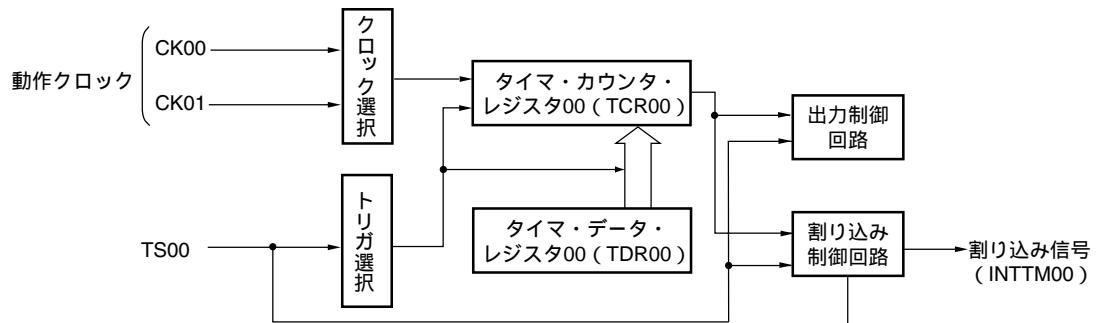 動作クロック
CK00
CK01
クロック選択
タイマ・カウンタ・
レジスタ00（TCR00）
出力制御
回路
TS00
トリガ選択
タイマ・データ・
レジスタ00（TDR00）
割り込み
制御回路
割り込み信号
（INTTM00）